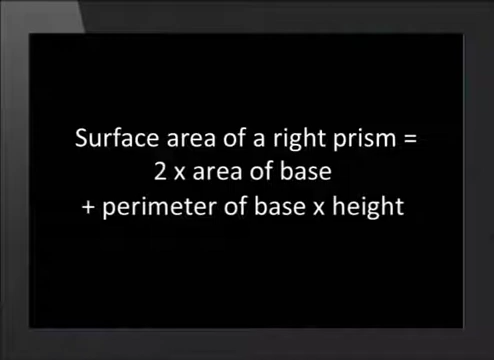 Surface area of a right prism =
2 x area of base
+ perimeter of base x height